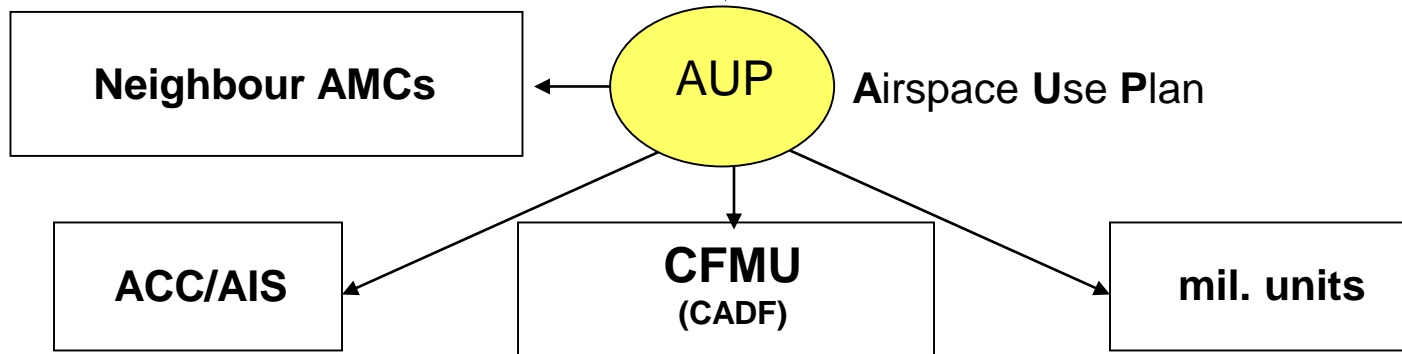 Neighbour AMCs
AUP
Airspace Use Plan
ACC/AIS
CFMU
(CADF)
mil. units